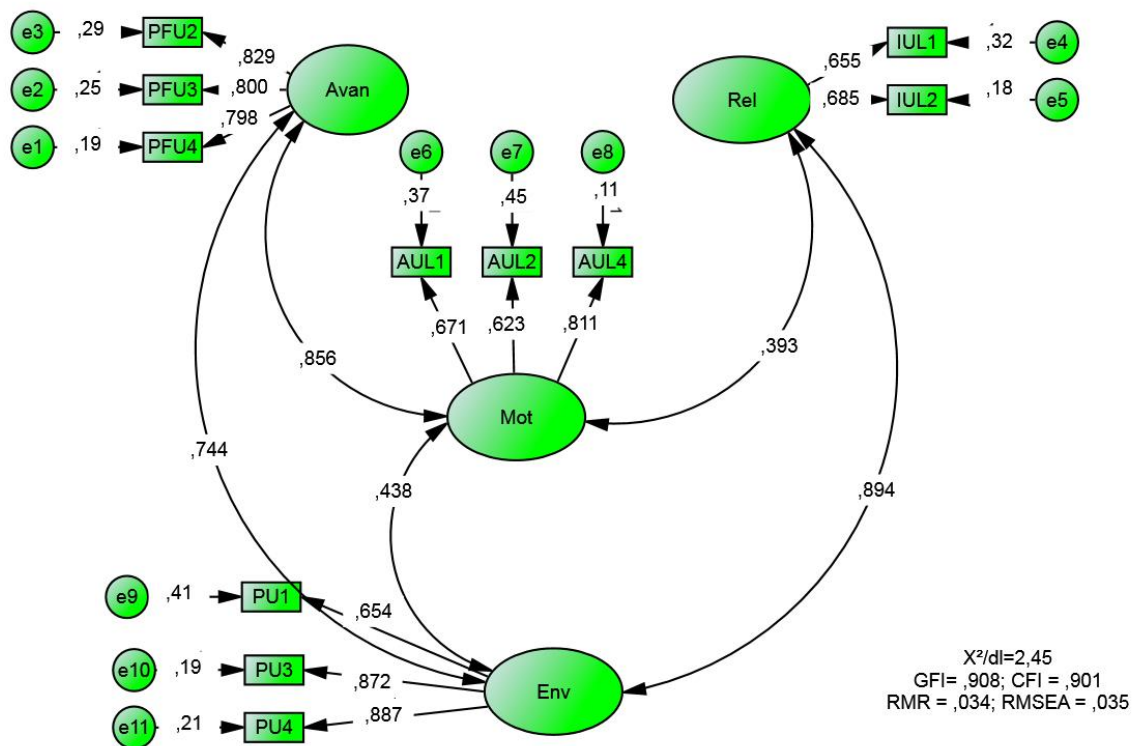 e3 ,29 PFU2
,829
e2 ,25 PFU3
,800
e1 ,19 PFU4
,798
Avan
Rel
,655
IUL1 ,32 e4
,685
IUL2 ,18 e5
e6 e7 e8
,37 ,45 ,11
AUL1 AUL2 AUL4
,671 ,623 ,811
,856
,393
Mot
,744
,438
,894
e9 ,41 PU1
,654
e10 ,19 PU3
,872
e11 ,21 PU4
,887
Env
X²/dl=2,45
GFI= ,908; CFI = ,901
RMR = ,034; RMSEA = ,035